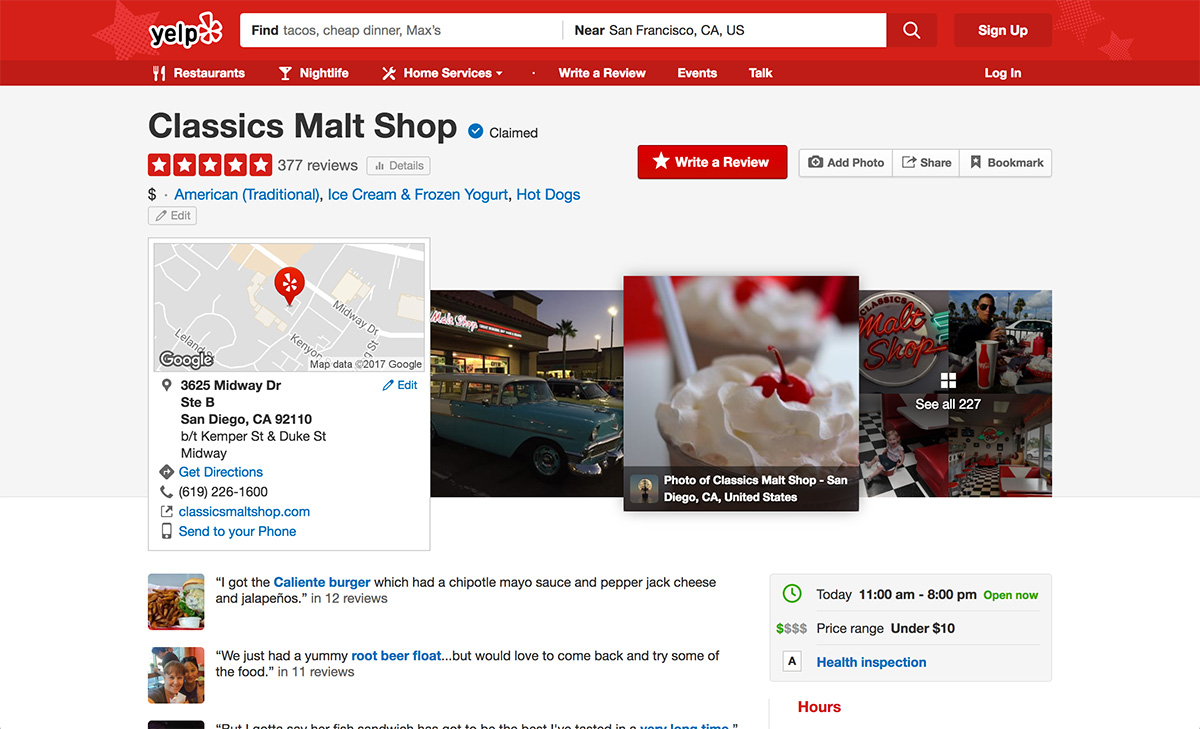 yelp
Find tacos, cheap dinner, Max's
Near San Francisco, CA, US
Sign Up
Restaurants
Nightlife
Home Services
Write a Review
Events
Talk
Log In
Classics Malt Shop
Claimed
377 reviews
Details
Write a Review
Add Photo
Share
Bookmark
$ · American (Traditional), Ice Cream & Frozen Yogurt, Hot Dogs
Edit
Midway Dr
Leland
Kenyon
St
Google
Map data ©2017 Google
3625 Midway Dr
Edit
Ste B
San Diego, CA 92110
b/t Kemper St & Duke St
Midway
Get Directions
(619) 226-1600
classicsmaltshop.com
Send to your Phone
Malt Shop
Photo of Classics Malt Shop - San
Diego, CA, United States
CLASSICS
Malt
Shop
See all 227
“I got the Caliente burger which had a chipotle mayo sauce and pepper jack cheese
and jalapeños.” in 12 reviews
“We just had a yummy root beer float...but would love to come back and try some of
the food.” in 11 reviews
“But I gotta say her fish sandwich has got to be the best I've tasted in a very long time.”
Today 11:00 am - 8:00 pm Open now
$$$$ Price range Under $10
A Health inspection
Hours